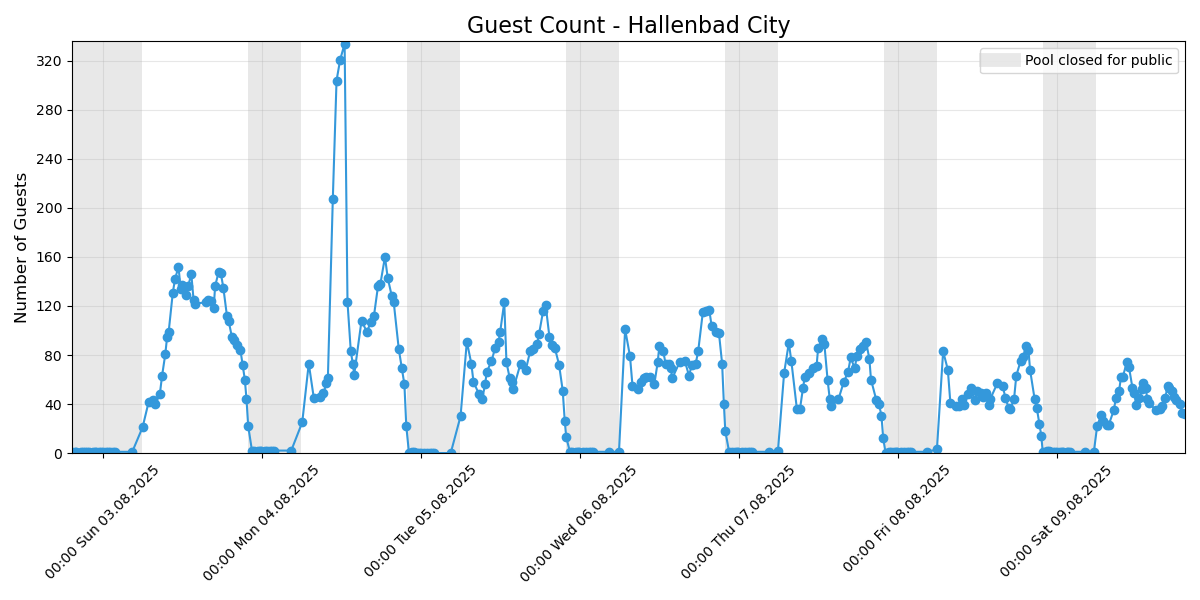 Guest Count - Hallenbad City
Pool closed for public
Number of Guests
320
280
240
200
160
120
80
40
0
00:00 Sun 03.08.2025
00:00 Mon 04.08.2025
00:00 Tue 05.08.2025
00:00 Wed 06.08.2025
00:00 Thu 07.08.2025
00:00 Fri 08.08.2025
00:00 Sat 09.08.2025